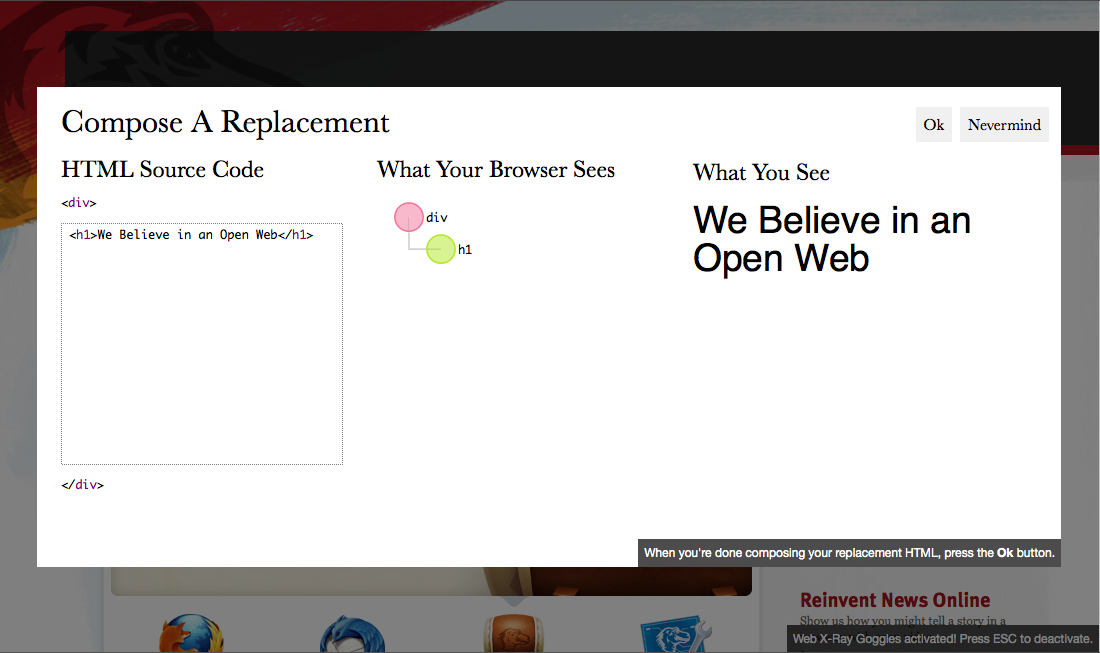 Compose A Replacement
Ok
Nevermind
HTML Source Code
<div>
<h1>We Believe in an Open Web</h1>
</div>
What Your Browser Sees
div
h1
What You See
We Believe in an
Open Web
When you're done composing your replacement HTML, press the Ok button.
Reinvent News Online
Show us how you might tell a story in a
Web X-Ray Goggles activated! Press ESC to deactivate.